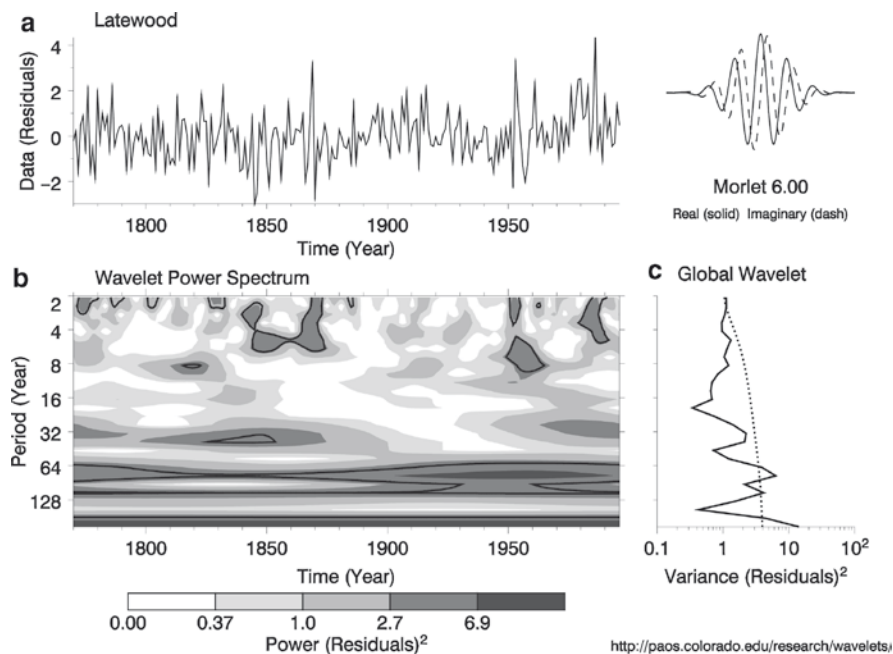 a Latewood
Data (Residuals)
4
2
0
−2
1800 1850 1900 1950
Time (Year)
Morlet 6.00
Real (solid) Imaginary (dash)
b Wavelet Power Spectrum
Period (Year)
2
4
8
16
32
64
128
1800 1850 1900 1950
Time (Year)
0.00 0.37 1.0 2.7 6.9
Power (Residuals)²
c Global Wavelet
0.1 1 10 10²
Variance (Residuals)²
http://paos.colorado.edu/research/wavelets/